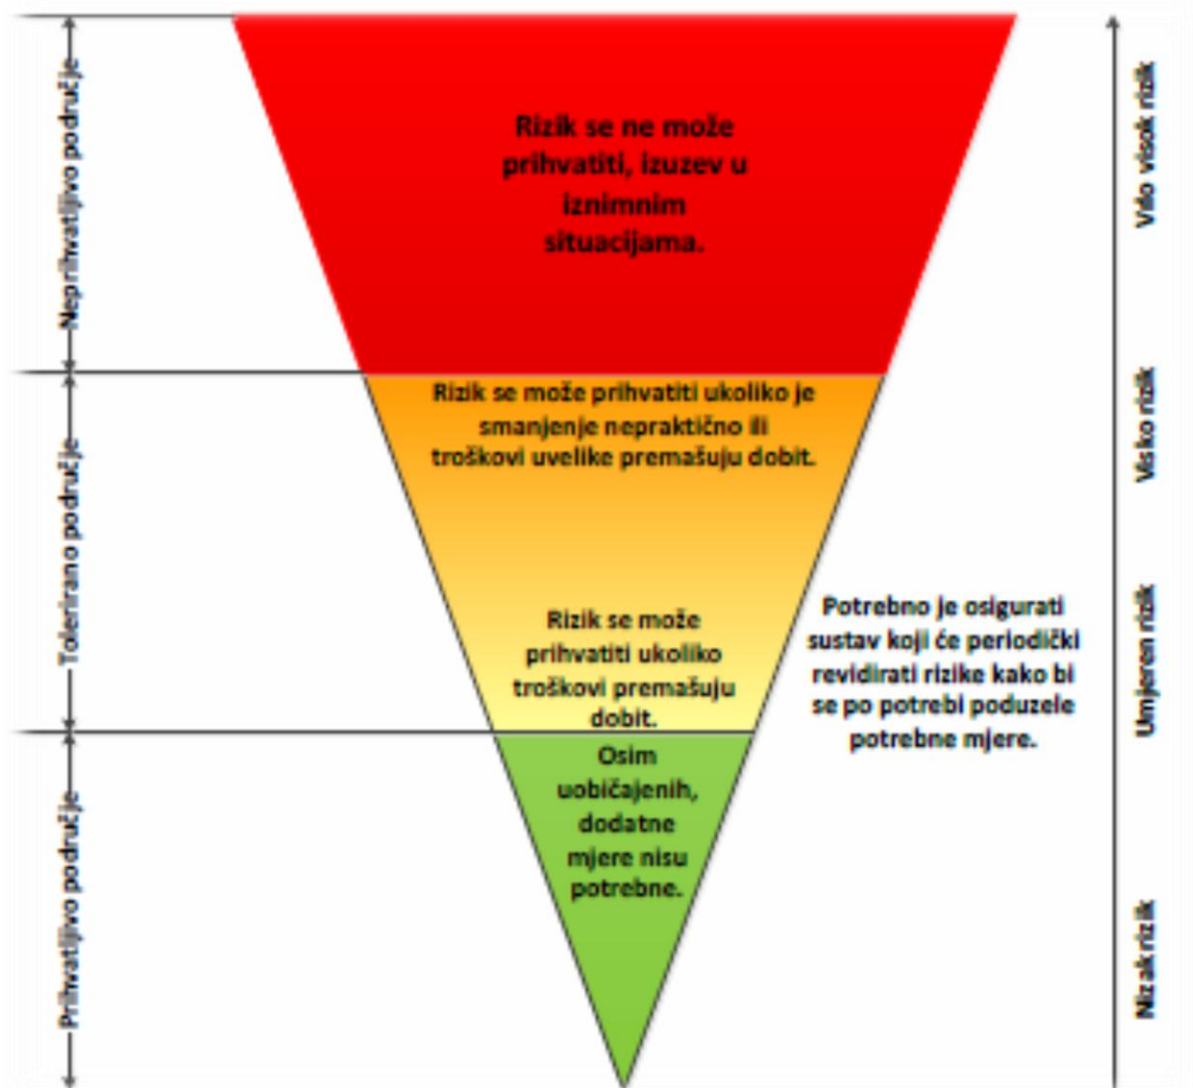 Neprihvatljivo područje
Tolerirano područje
Prihvatljivo područje
Rizik se ne može
prihvatiti, izuzev u
iznimnim
situacijama.
Rizik se može prihvatiti ukoliko je
smanjenje nepraktično ili
troškovi uvelike premašuju dobit.
Rizik se može
prihvatiti ukoliko
troškovi premašuju
dobit.
Osim
uobičajenih,
dodatne
mjere nisu
potrebne.
Potrebno je osigurati
sustav koji će periodički
revidirati rizike kako bi
se po potrebi poduzele
potrebne mjere.
Vrlo visok rizik
Visko rizik
Umjeren rizik
Nizak rizik